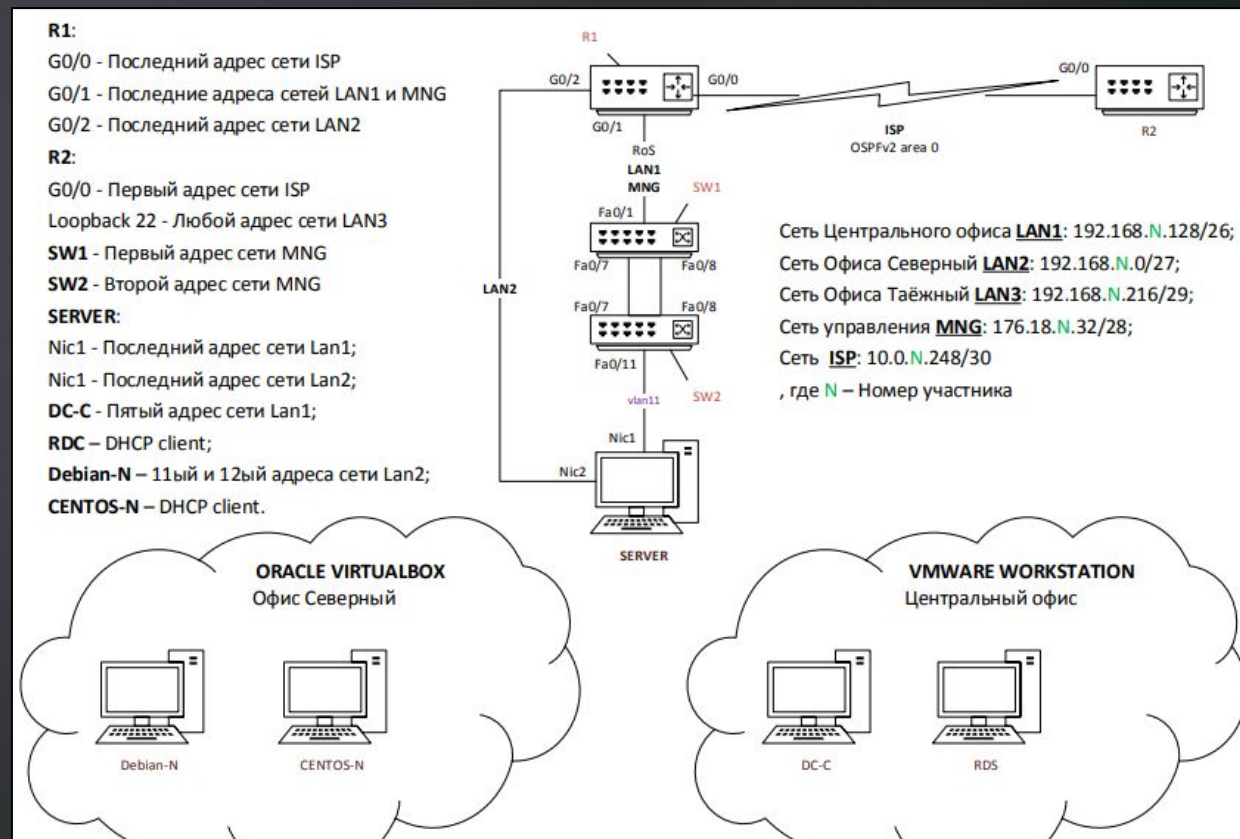 R1:
G0/0 - Последний адрес сети ISP
G0/1 - Последние адреса сетей LAN1 и MNG
G0/2 - Последний адрес сети LAN2
R2:
G0/0 - Первый адрес сети ISP
Loopback 22 - Любой адрес сети LAN3
SW1 - Первый адрес сети MNG
SW2 - Второй адрес сети MNG
SERVER:
Nic1 - Последний адрес сети Lan1;
Nic1 - Последний адрес сети Lan2;
DC-C - Пятый адрес сети Lan1;
RDC – DHCP client;
Debian-N – 11ый и 12ый адреса сети Lan2;
CENTOS-N – DHCP client.
R1
G0/2
G0/0
G0/1
G0/0
R2
ISP
OSPFv2 area 0
RoS
LAN1
MNG
SW1
Fa0/1
Fa0/7
Fa0/8
LAN2
Fa0/7
Fa0/8
Fa0/11
SW2
vlan11
Nic1
Nic2
SERVER
Сеть Центрального офиса LAN1: 192.168.N.128/26;
Сеть Офиса Северный LAN2: 192.168.N.0/27;
Сеть Офиса Таёжный LAN3: 192.168.N.216/29;
Сеть управления MNG: 176.18.N.32/28;
Сеть ISP: 10.0.N.248/30
, где N – Номер участника
ORACLE VIRTUALBOX
Офис Северный
Debian-N
CENTOS-N
VMWARE WORKSTATION
Центральный офис
DC-C
RDS